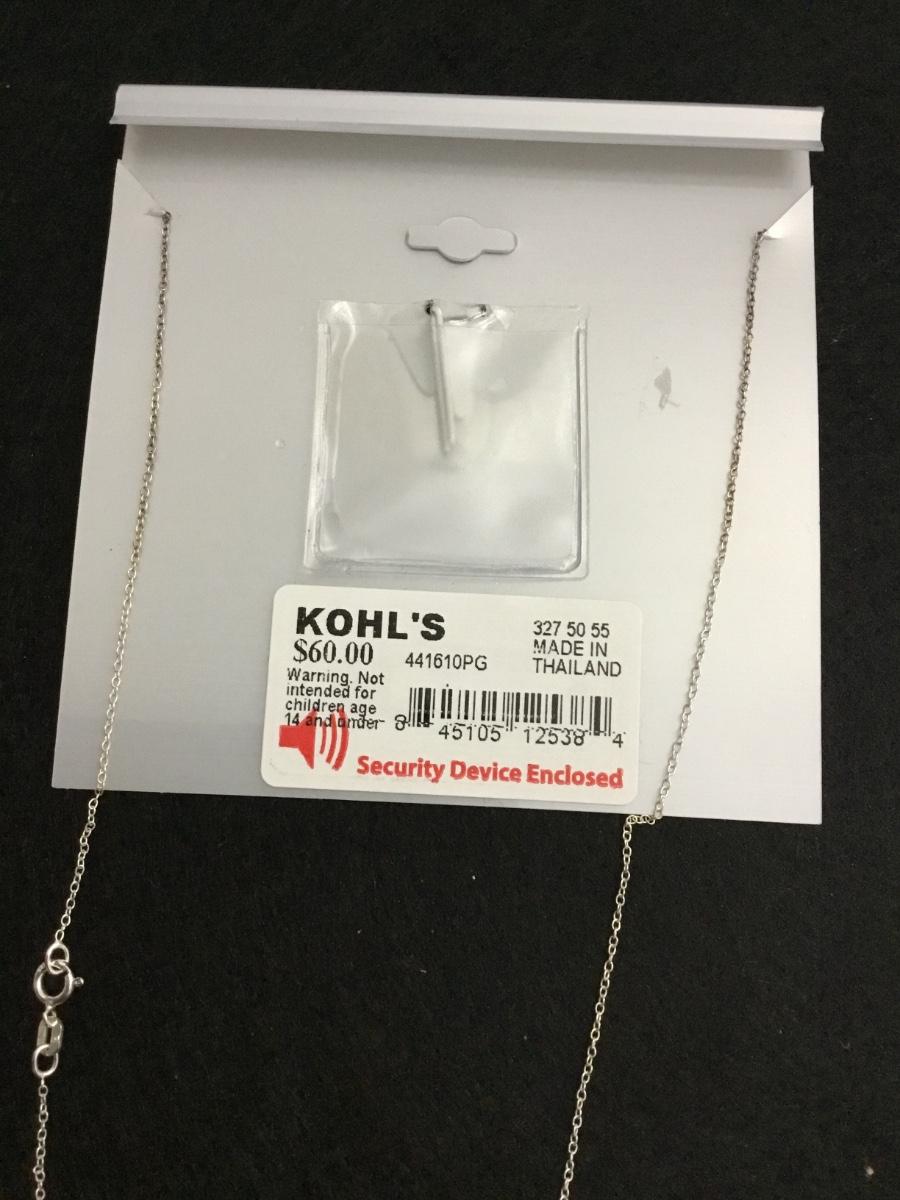 KOHL'S
$60.00
441610PG
327 50 55
MADE IN
THAILAND
Warning. Not
intended for
children age
14 and under
8 45105 12538 4
Security Device Enclosed